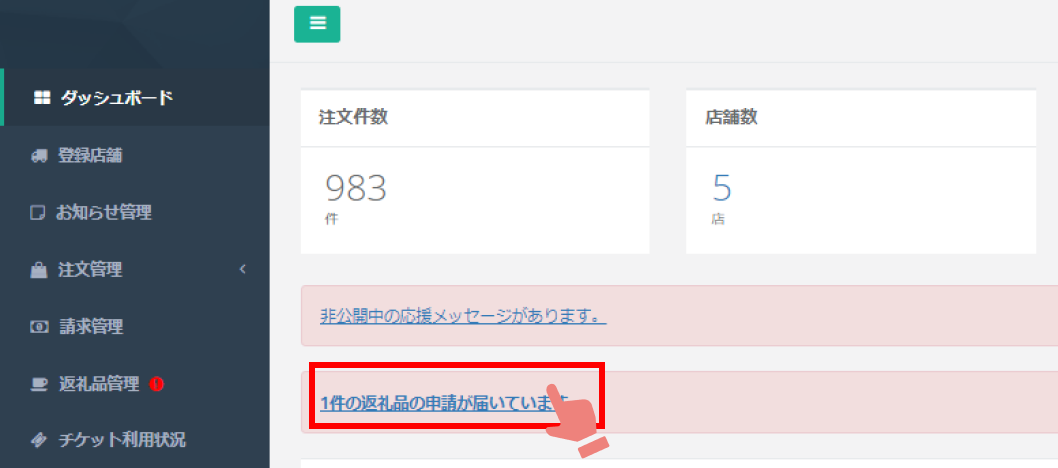 ダッシュボード
登録店舗
お知らせ管理
注文管理
請求管理
返礼品管理
チケット利用状況
注文件数
983
件
店舗数
5
店
非公開中の応援メッセージがあります。
1件の返礼品の申請が届いています